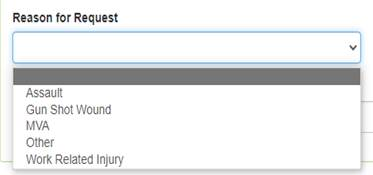 Reason for Request
Assault
Gun Shot Wound
MVA
Other
Work Related Injury